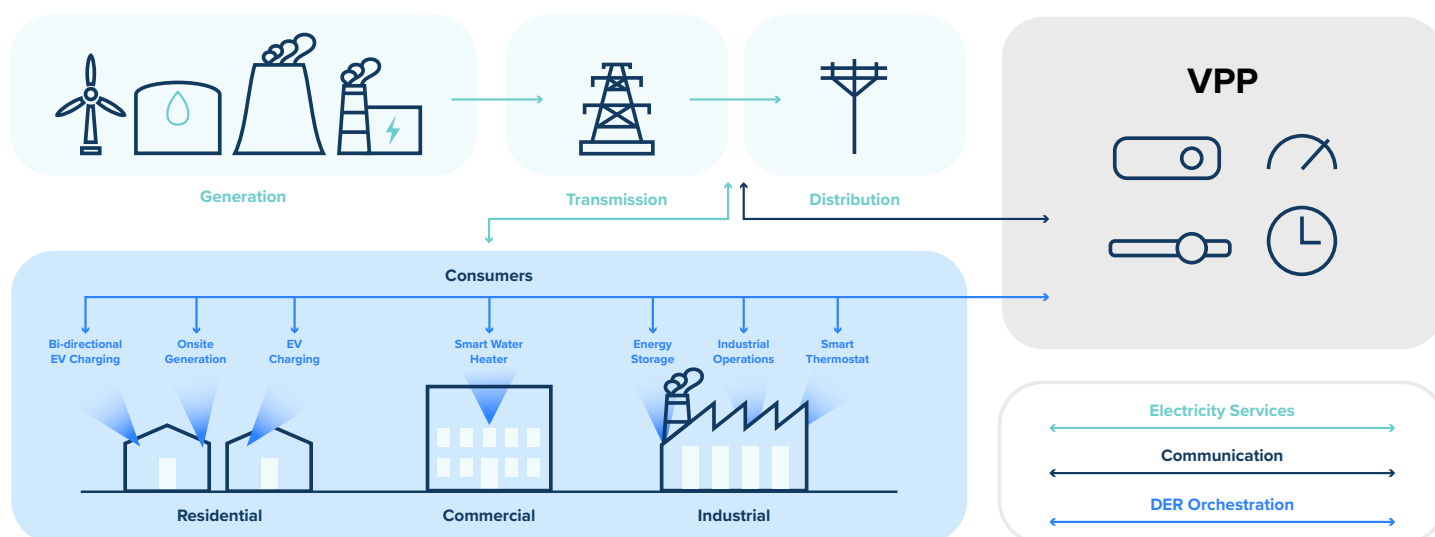 VPP
Generation
Transmission
Distribution
Consumers
Bi-directional
EV Charging
Onsite
Generation
EV
Charging
Smart Water
Heater
Energy
Storage
Industrial
Operations
Smart
Thermostat
Residential
Commercial
Industrial
Electricity Services
Communication
DER Orchestration